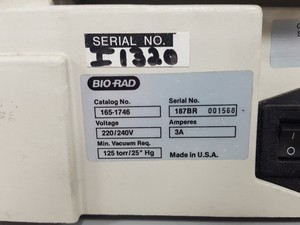 SERIAL NO.
I1320
BIO-RAD
Catalog No. Serial No.
165-1746 187BR 001568
Voltage Amperes
220/240V 3A
Min. Vacuum Req.
125 torr/25" Hg Made in U.S.A.